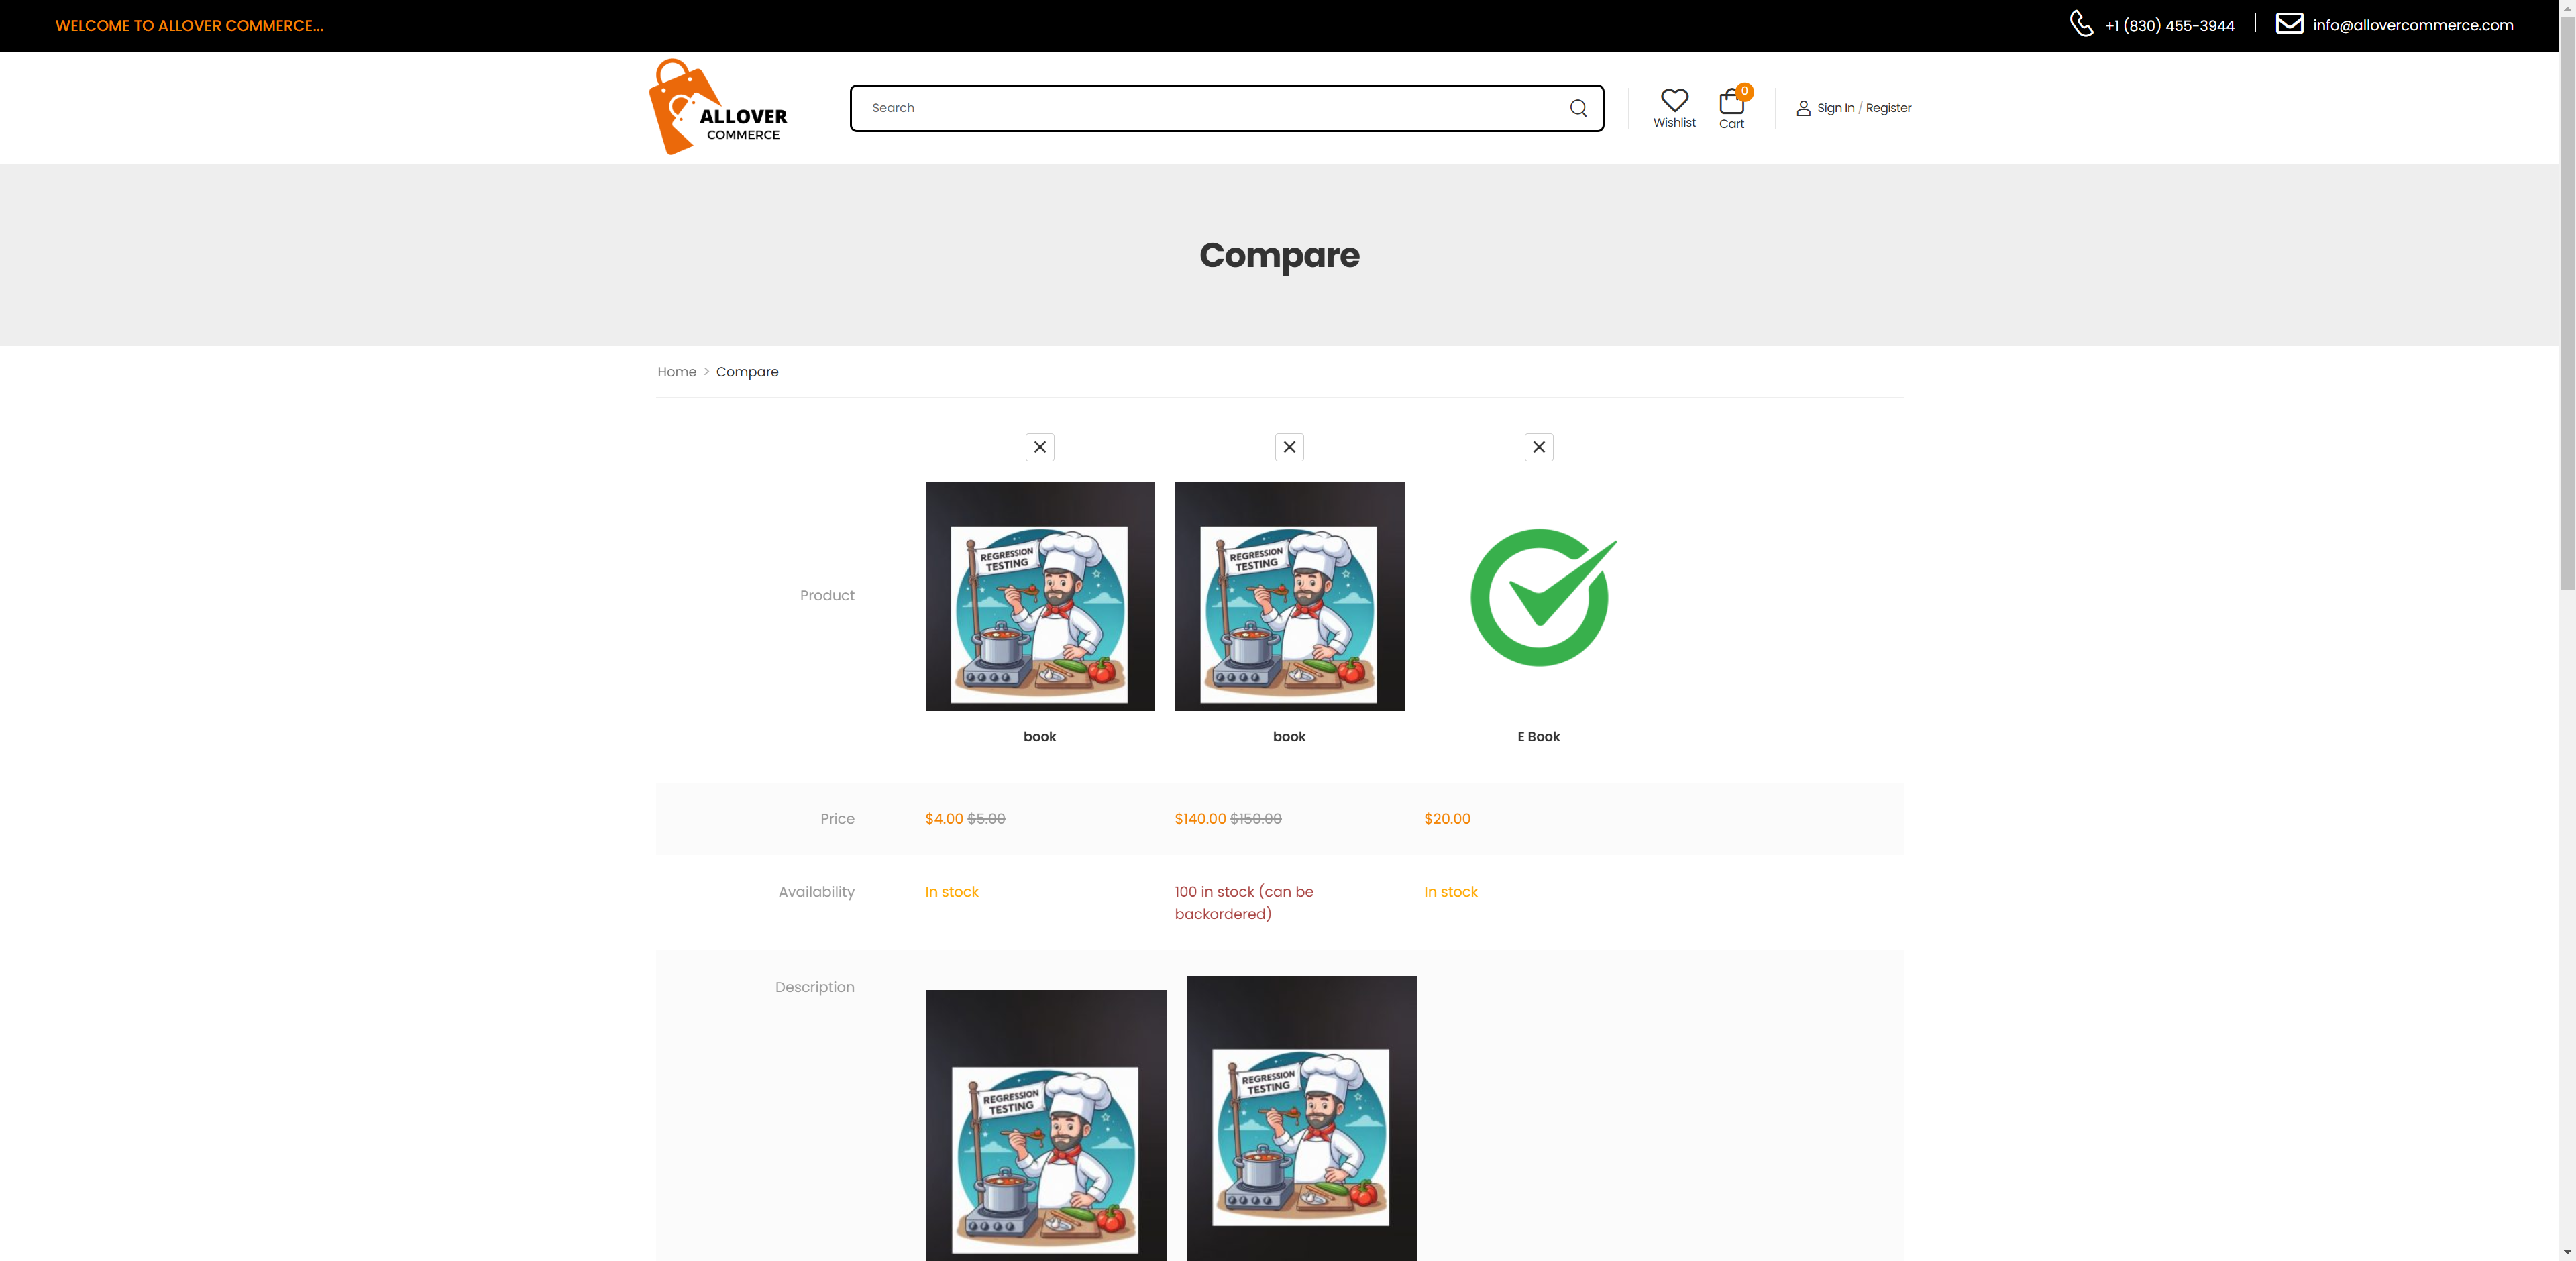 WELCOME TO ALLOVER COMMERCE...
+1 (830) 455-3944
info@allovercommerce.com
ALLOVER
COMMERCE
Search
Wishlist
0
Cart
Sign In / Register
Compare
Home > Compare
Product
REGRESSION
TESTING
REGRESSION
TESTING
book
book
E Book
Price
$4.00 $5.00
$140.00 $150.00
$20.00
Availability
In stock
100 in stock (can be
backordered)
In stock
Description
REGRESSION
TESTING
REGRESSION
TESTING